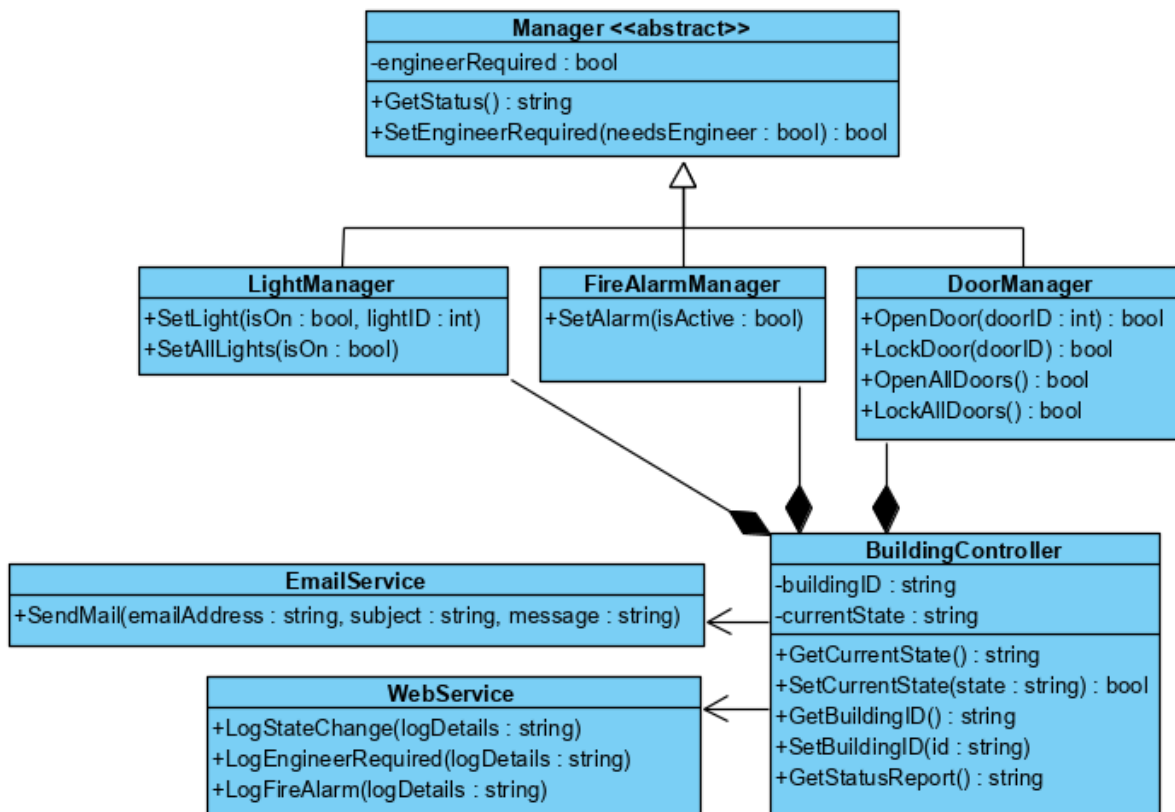 Manager <<abstract>>
-engineerRequired : bool
+GetStatus() : string
+SetEngineerRequired(needsEngineer : bool) : bool
LightManager
+SetLight(isOn : bool, lightID : int)
+SetAllLights(isOn : bool)
FireAlarmManager
+SetAlarm(isActive : bool)
DoorManager
+OpenDoor(doorID : int) : bool
+LockDoor(doorID) : bool
+OpenAllDoors() : bool
+LockAllDoors() : bool
BuildingController
-buildingID : string
-currentState : string
+GetCurrentState() : string
+SetCurrentState(state : string) : bool
+GetBuildingID() : string
+SetBuildingID(id : string)
+GetStatusReport() : string
EmailService
+SendMail(emailAddress : string, subject : string, message : string)
WebService
+LogStateChange(logDetails : string)
+LogEngineerRequired(logDetails : string)
+LogFireAlarm(logDetails : string)